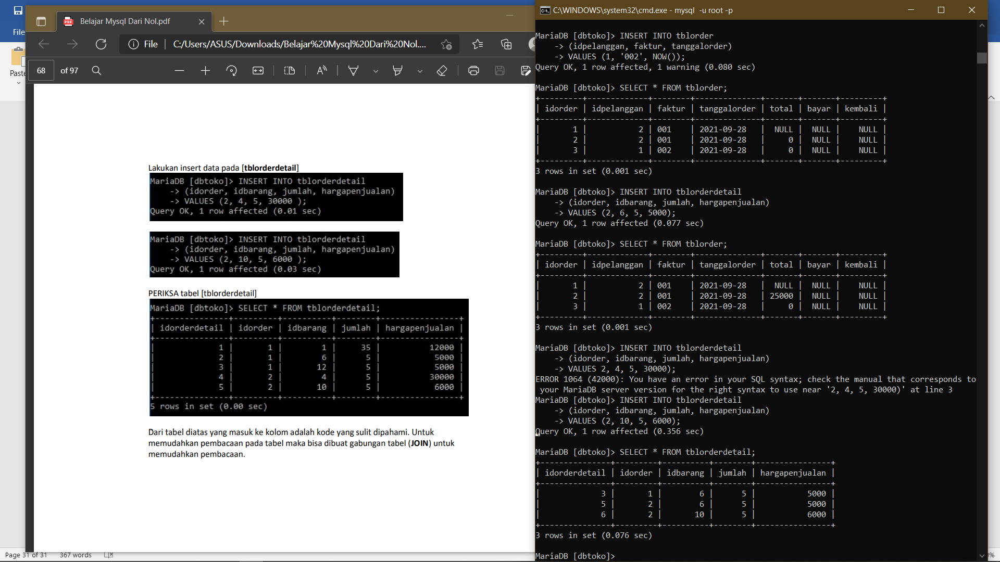 File
Paste
Belajar Mysql Dari Nol.pdf
File
C:/Users/ASUS/Downloads/Belajar%20Mysql%20Dari%20Nol....
68 of 97
Lakukan insert data pada [tblorderdetail]
MariaDB [dbtoko]> INSERT INTO tblorderdetail
-> (idorder, idbarang, jumlah, hargapenjualan)
-> VALUES (2, 4, 5, 30000 );
Query OK, 1 row affected (0.01 sec)
MariaDB [dbtoko]> INSERT INTO tblorderdetail
-> (idorder, idbarang, jumlah, hargapenjualan)
-> VALUES (2, 10, 5, 6000 );
Query OK, 1 row affected (0.03 sec)
PERIKSA tabel [tblorderdetail]
MariaDB [dbtoko]> SELECT * FROM tblorderdetail;
| idorderdetail | idorder | idbarang | jumlah | hargapenjualan |
| 1 | 1 | 1 | 35 | 12000 |
| 2 | 1 | 6 | 5 | 5000 |
| 3 | 1 | 12 | 5 | 5000 |
| 4 | 2 | 4 | 5 | 30000 |
| 5 | 2 | 10 | 5 | 6000 |
5 rows in set (0.00 sec)
Dari tabel diatas yang masuk ke kolom adalah kode yang sulit dipahami. Untuk
memudahkan pembacaan pada tabel maka bisa dibuat gabungan tabel (JOIN) untuk
memudahkan pembacaan.
Page 31 of 31 367 words
C:\WINDOWS\system32\cmd.exe - mysql -u root -p
MariaDB [dbtoko]> INSERT INTO tblorder
-> (idpelanggan, faktur, tanggalorder)
-> VALUES (1, '002', NOW());
Query OK, 1 row affected, 1 warning (0.080 sec)
MariaDB [dbtoko]> SELECT * FROM tblorder;
| idorder | idpelanggan | faktur | tanggalorder | total | bayar | kembali |
| 1 | 2 | 001 | 2021-09-28 | NULL | NULL | NULL |
| 2 | 2 | 001 | 2021-09-28 | 0 | NULL | NULL |
| 3 | 1 | 002 | 2021-09-28 | 0 | NULL | NULL |
3 rows in set (0.001 sec)
MariaDB [dbtoko]> INSERT INTO tblorderdetail
-> (idorder, idbarang, jumlah, hargapenjualan)
-> VALUES (2, 6, 5, 5000);
Query OK, 1 row affected (0.077 sec)
MariaDB [dbtoko]> SELECT * FROM tblorder;
| idorder | idpelanggan | faktur | tanggalorder | total | bayar | kembali |
| 1 | 2 | 001 | 2021-09-28 | NULL | NULL | NULL |
| 2 | 2 | 001 | 2021-09-28 | 25000 | NULL | NULL |
| 3 | 1 | 002 | 2021-09-28 | 0 | NULL | NULL |
3 rows in set (0.001 sec)
MariaDB [dbtoko]> INSERT INTO tblorderdetail
-> (idorder, idbarang, jumlah, hargapenjualan)
-> VALUES 2, 4, 5, 30000);
ERROR 1064 (42000): You have an error in your SQL syntax; check the manual that corresponds to
your MariaDB server version for the right syntax to use near '2, 4, 5, 30000)' at line 3
MariaDB [dbtoko]> INSERT INTO tblorderdetail
-> (idorder, idbarang, jumlah, hargapenjualan)
-> VALUES (2, 10, 5, 6000);
Query OK, 1 row affected (0.356 sec)
MariaDB [dbtoko]> SELECT * FROM tblorderdetail;
| idorderdetail | idorder | idbarang | jumlah | hargapenjualan |
| 3 | 1 | 6 | 5 | 5000 |
| 5 | 2 | 6 | 5 | 5000 |
| 6 | 2 | 10 | 5 | 6000 |
3 rows in set (0.076 sec)
MariaDB [dbtoko]>